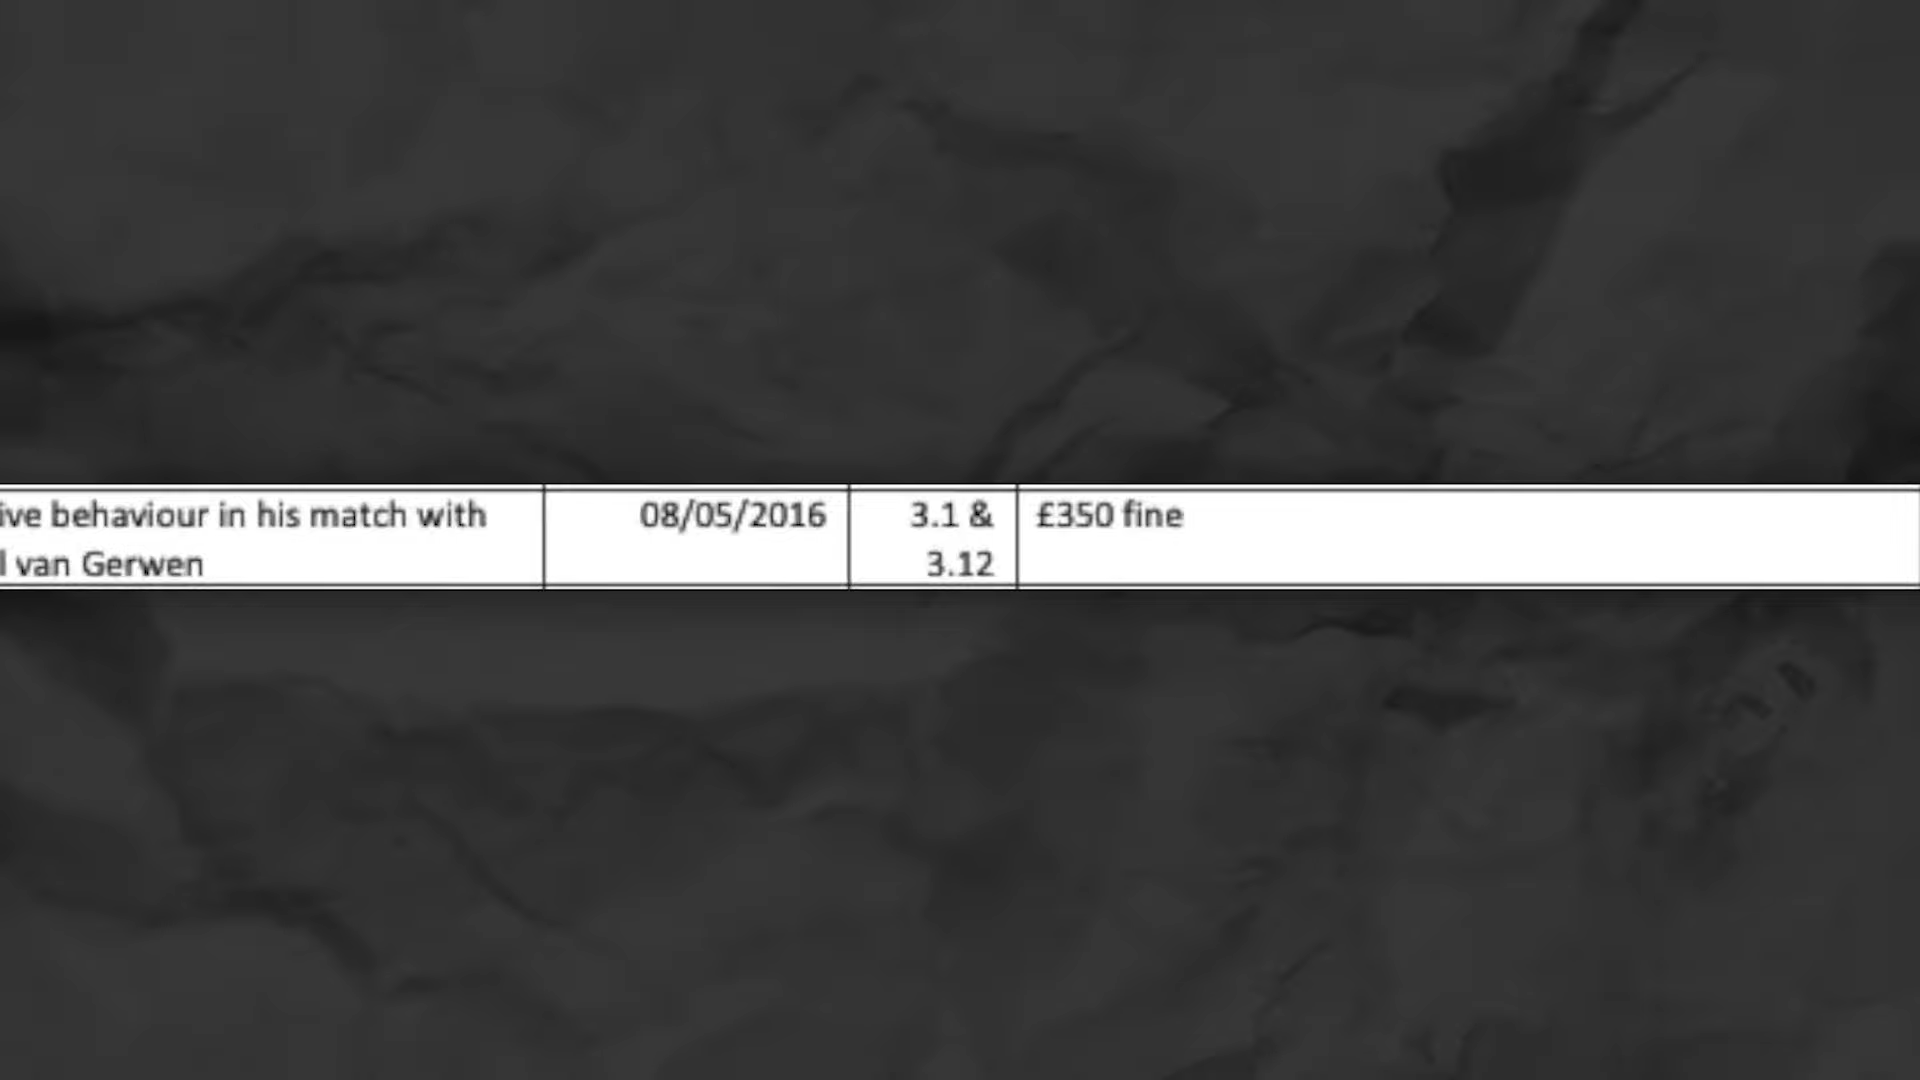 ive behaviour in his match with
l van Gerwen
08/05/2016
3.1 &
3.12
£350 fine